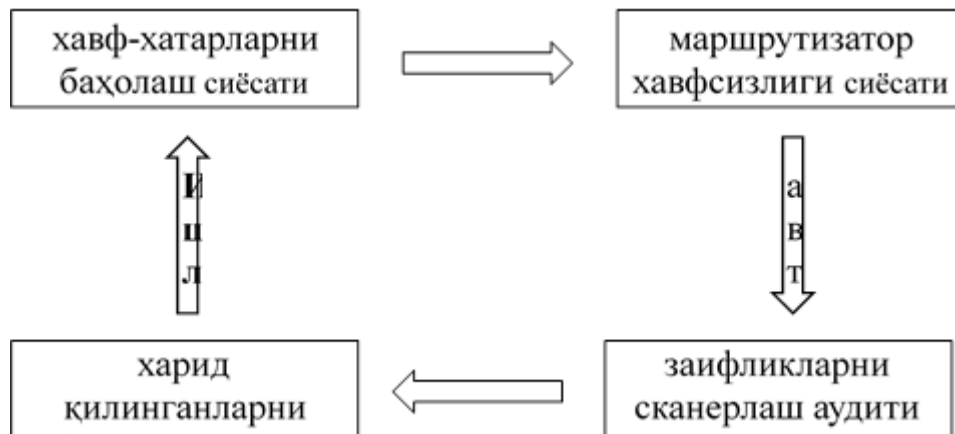 хавф-хатарларни
баҳолаш сиёсати
маршрутизатор
хавфсизлиги сиёсати
И
ш
л
а
в
т
харид
қилинганларни
заифликларни
сканерлаш аудити